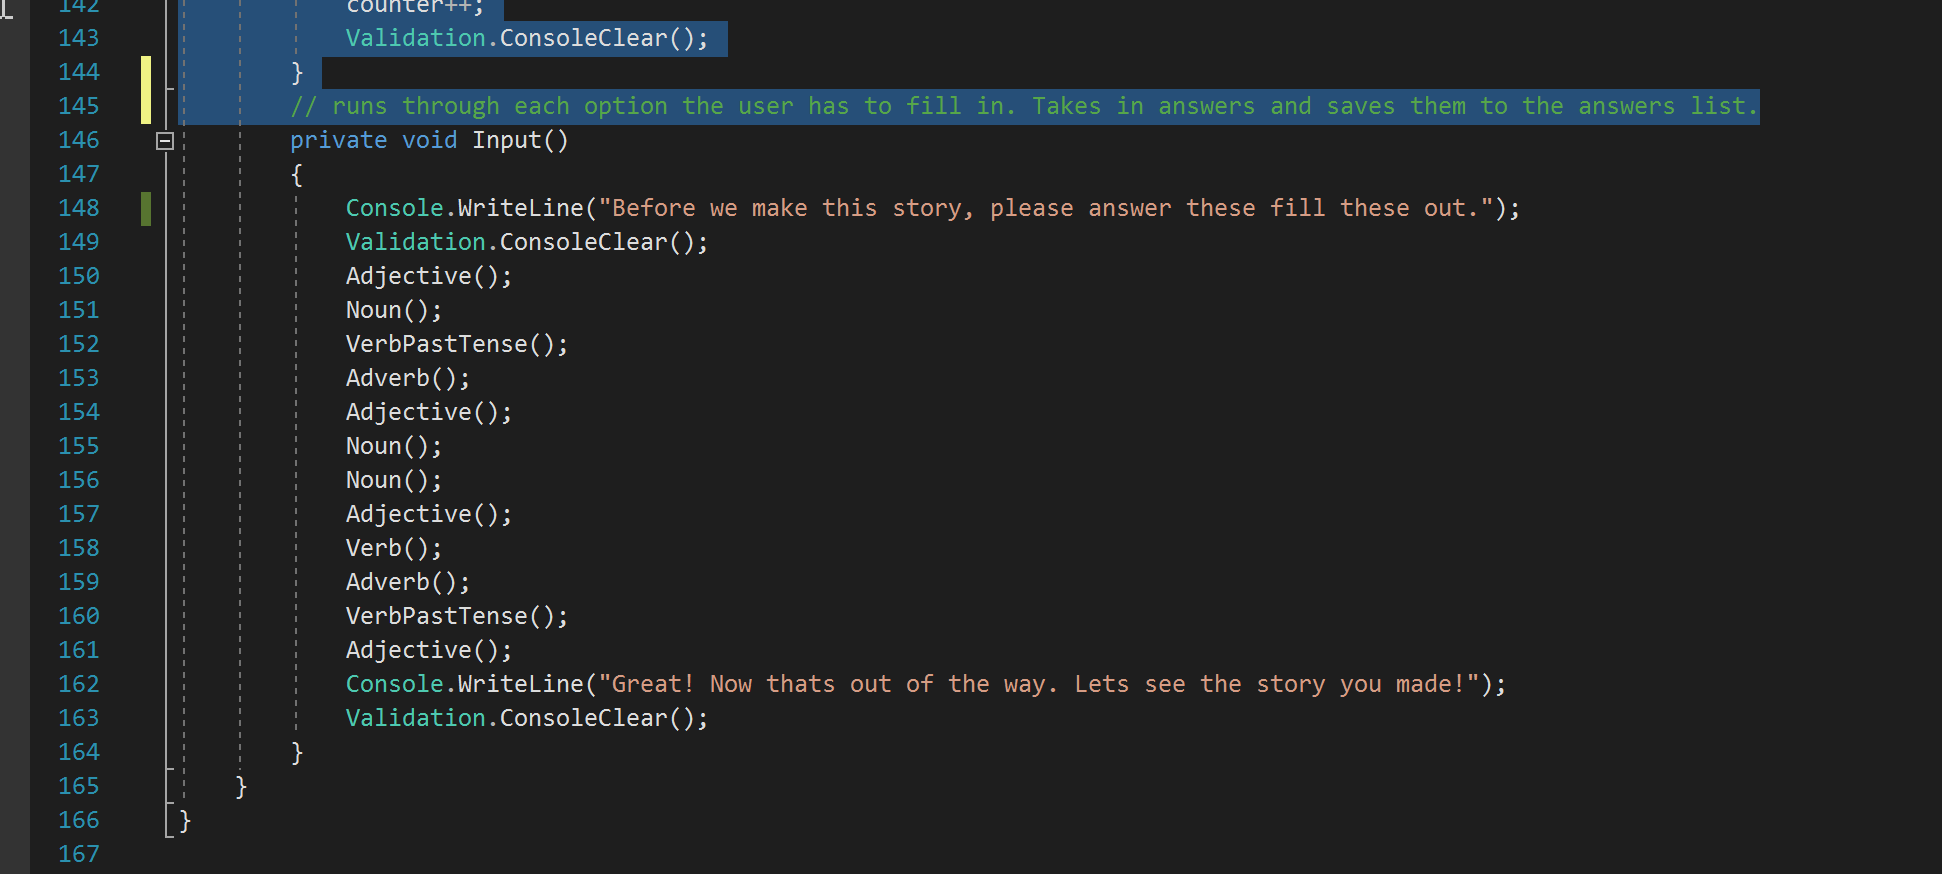 142 counter++;
143 Validation.ConsoleClear();
144 }
145 // runs through each option the user has to fill in. Takes in answers and saves them to the answers list.
146 private void Input()
147 {
148 Console.WriteLine("Before we make this story, please answer these fill these out.");
149 Validation.ConsoleClear();
150 Adjective();
151 Noun();
152 VerbPastTense();
153 Adverb();
154 Adjective();
155 Noun();
156 Noun();
157 Adjective();
158 Verb();
159 Adverb();
160 VerbPastTense();
161 Adjective();
162 Console.WriteLine("Great! Now thats out of the way. Lets see the story you made!");
163 Validation.ConsoleClear();
164 }
165 }
166 }
167